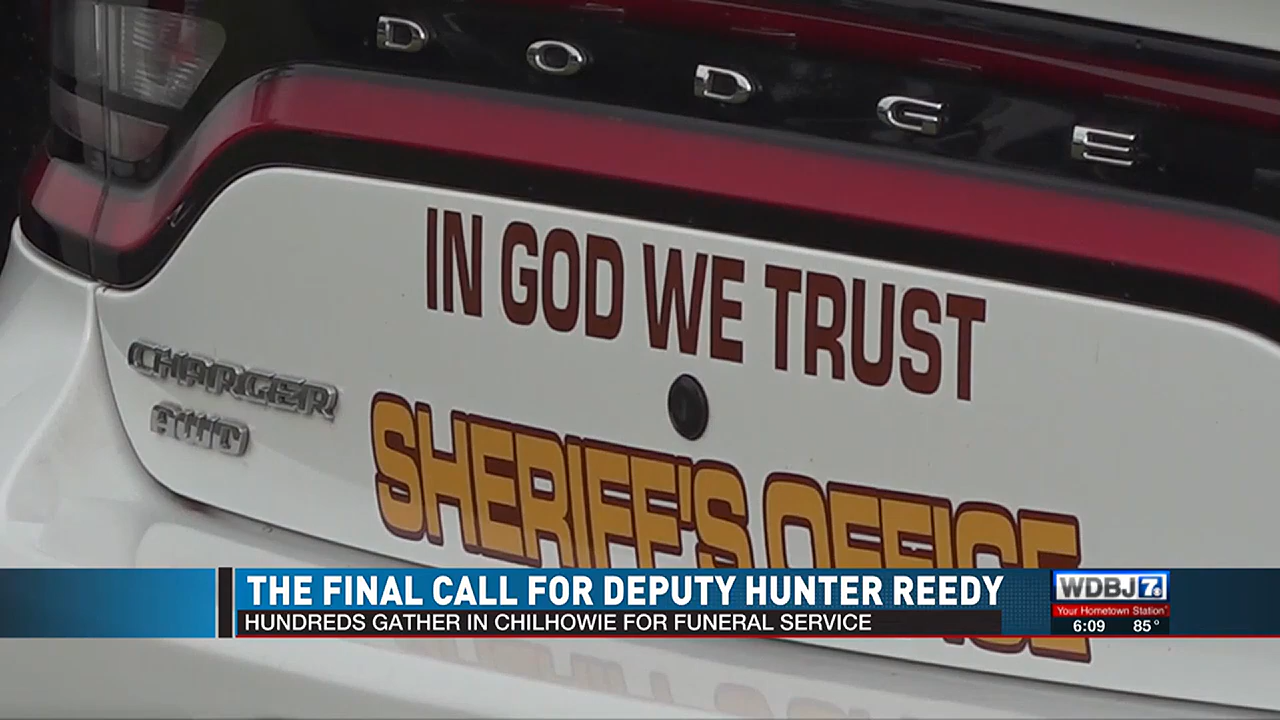 DODGE
IN GOD WE TRUST
CHARGER
AWD
SHERIFF'S OFFICE
THE FINAL CALL FOR DEPUTY HUNTER REEDY
HUNDREDS GATHER IN CHILHOWIE FOR FUNERAL SERVICE
WDBJ7
Your Hometown Station
6:09 85°